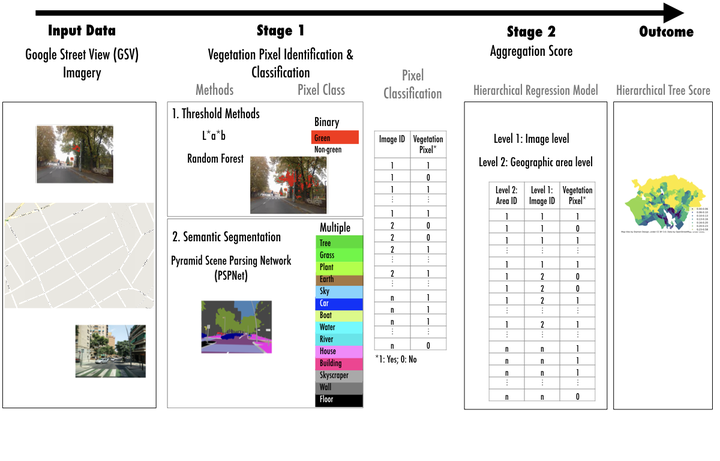 Input Data
Google Street View (GSV)
Imagery
Stage 1
Vegetation Pixel Identification &
Classification
Methods
Pixel Class
1. Threshold Methods
L*a*b
Random Forest
Binary
Green
Non-green
2. Semantic Segmentation
Pyramid Scene Parsing Network
(PSPNet)
Multiple
Tree
Grass
Plant
Earth
Sky
Car
Boat
Water
River
House
Building
Skyscraper
Wall
Floor
Pixel
Classification
Image ID Vegetation
Pixel*
1 1
1 0
1 1
⋮ ⋮
1 1
2 0
2 0
2 1
⋮ ⋮
2 1
⋮ ⋮
n 1
n 1
n 1
⋮ ⋮
n 0
*1: Yes; 0: No
Stage 2
Aggregation Score
Hierarchical Regression Model
Level 1: Image level
Level 2: Geographic area level
Level 2: Level 1: Vegetation
Area ID Image ID Pixel*
1 1 1
1 1 0
1 1 1
⋮ ⋮ ⋮
1 1 1
1 2 0
1 2 0
1 2 1
⋮ ⋮ ⋮
1 2 1
⋮ ⋮ ⋮
n n 1
n n 1
n n 1
⋮ ⋮ ⋮
n n 0
Outcome
Hierarchical Tree Score